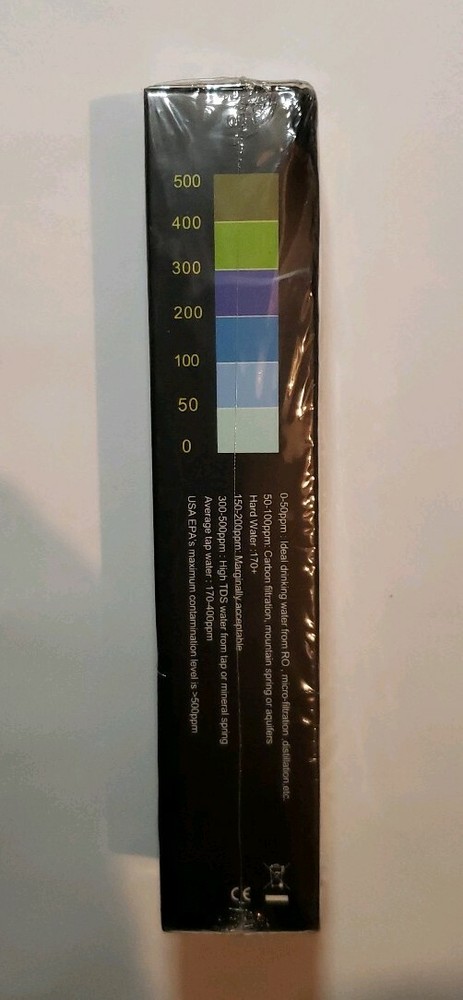 500
400
300
200
100
50
0
0-50ppm : Ideal drinking water from RO , micro-filtration ,distillation,etc.
50-100ppm: Carbon filtration, mountain spring or aquifers
Hard Water :170+
150-200ppm: Marginally acceptable
300-500ppm : High TDS water from tap or mineral spring
Average tap water : 170-400ppm
USA EPA's maximum contamination level is >500ppm
CE